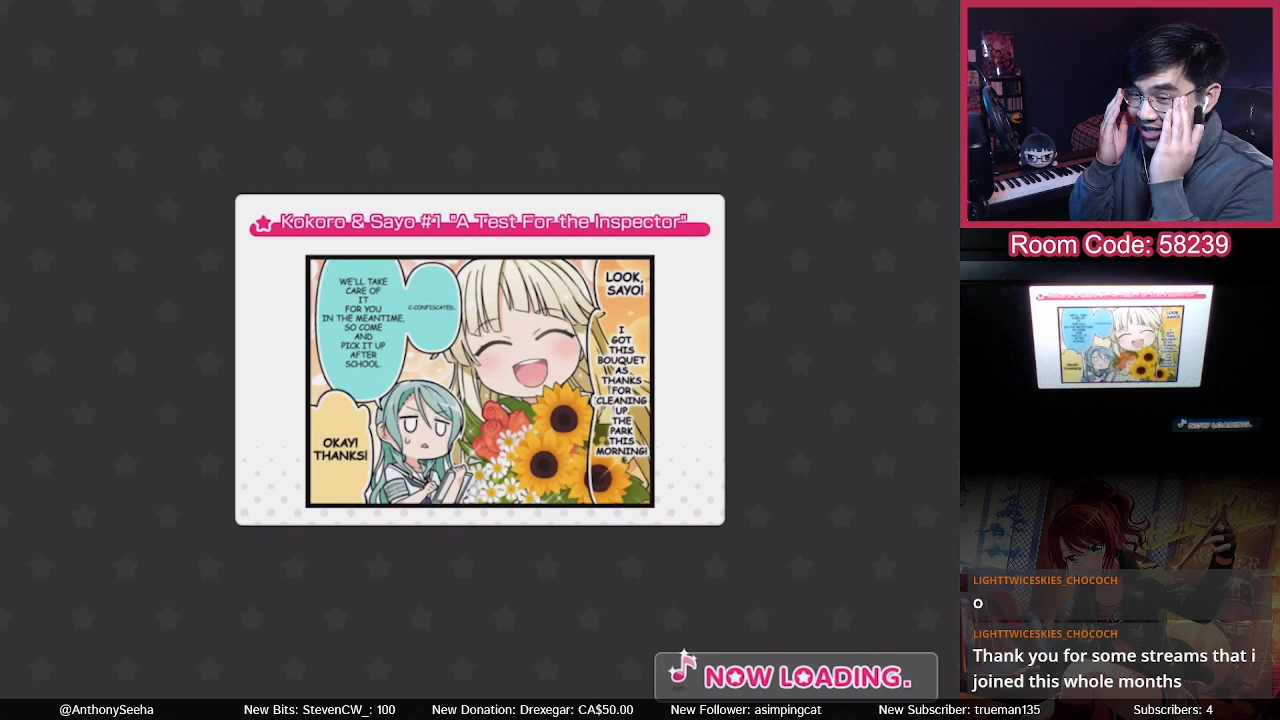 Kokoro & Sayo #1 "A Test For the Inspector"
LOOK,
SAYO!
I
GOT
THIS
BOUQUET
AS
THANKS
FOR
CLEANING
UP
THE
PARK
THIS
MORNING!
C-CONFISCATED...
WE'LL TAKE
CARE OF
IT
FOR YOU
IN THE MEANTIME,
SO COME
AND
PICK IT UP
AFTER
SCHOOL.
OKAY!
THANKS!
NOW LOADING.
Room Code: 58239
NOW LOADING.
LIGHTTWICESKIES_CHOCOCH
o
LIGHTTWICESKIES_CHOCOCH
Thank you for some streams that i
joined this whole months
@AnthonySeeha
New Bits: StevenCW_: 100
New Donation: Drexegar: CA$50.00
New Follower: asimpingcat
New Subscriber: trueman135
Subscribers: 4